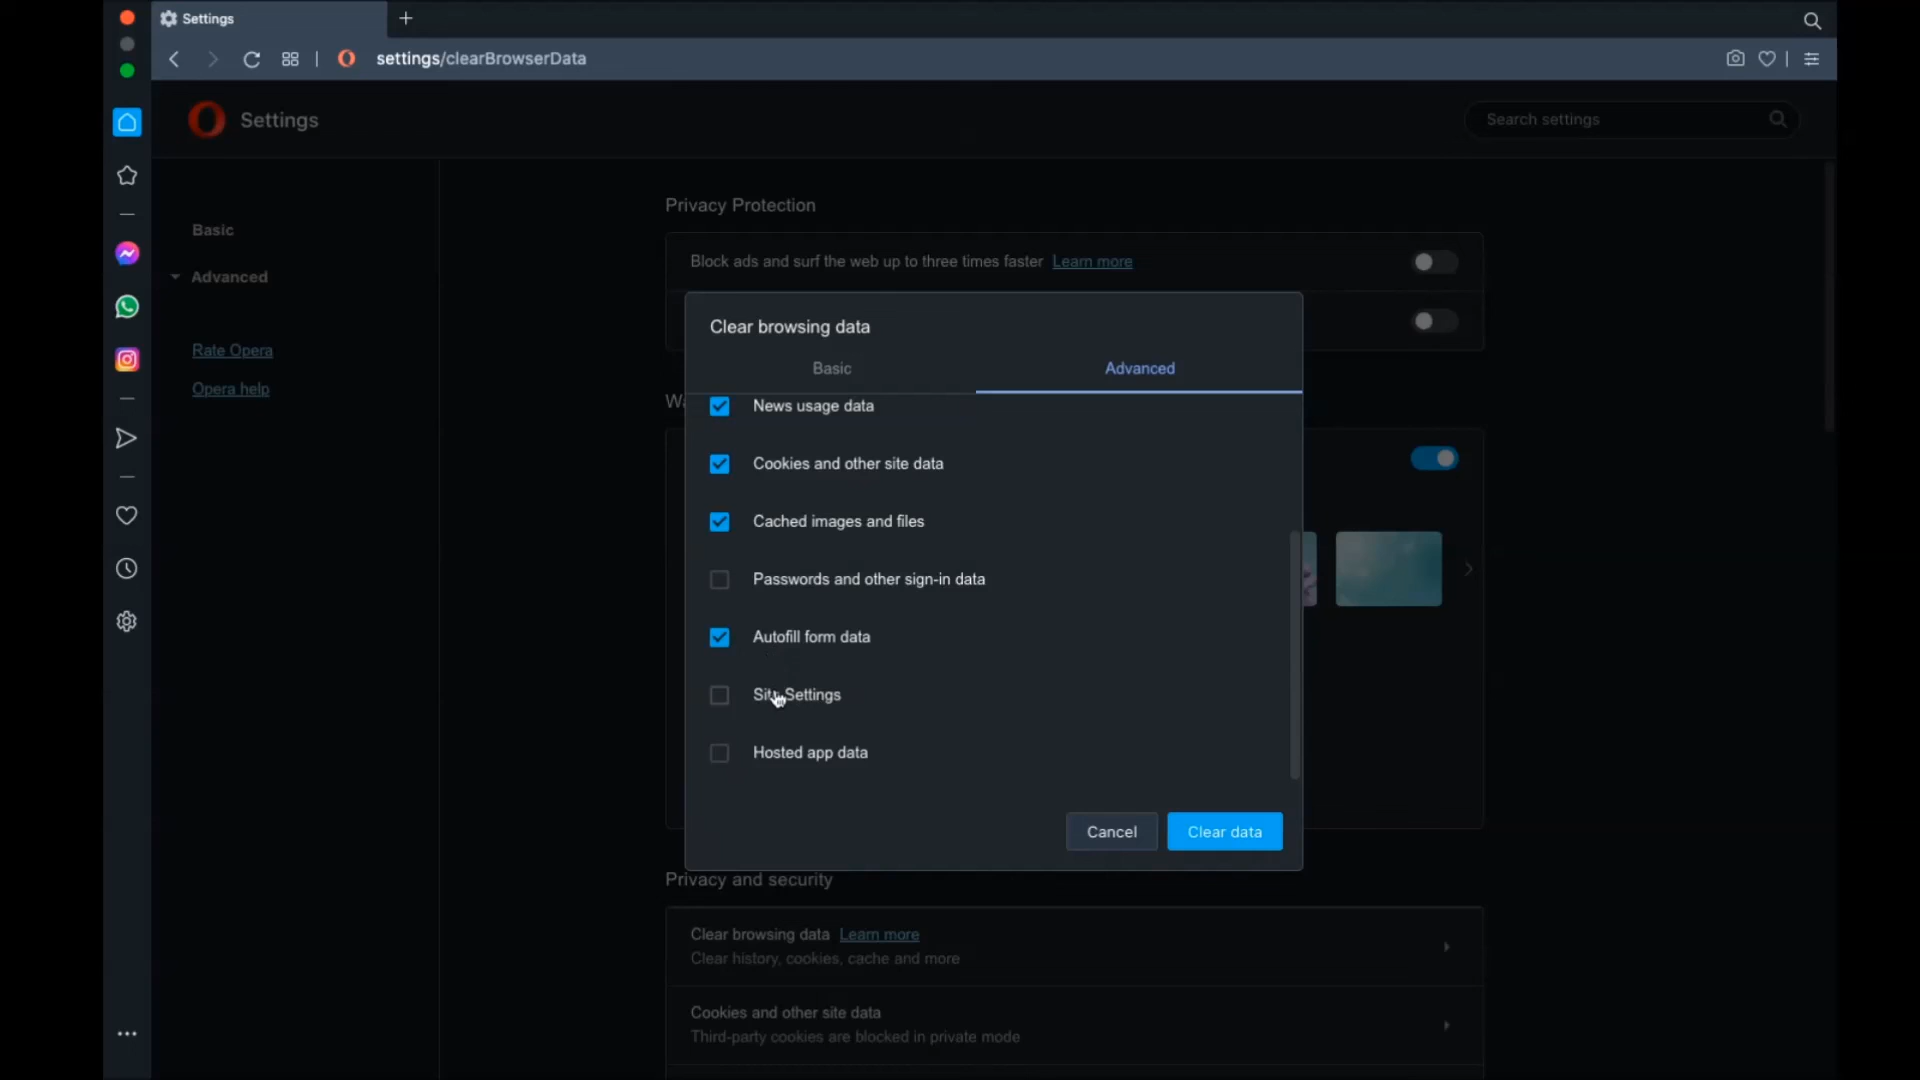 Settings
settings/clearBrowserData
Settings
Search settings
Basic
Advanced
Rate Opera
Opera help
Privacy Protection
Block ads and surf the web up to three times faster Learn more
Clear browsing data
Basic
Advanced
News usage data
Cookies and other site data
Cached images and files
Passwords and other sign-in data
Autofill form data
Site Settings
Hosted app data
Cancel
Clear data
Privacy and security
Clear browsing data Learn more
Clear history, cookies, cache and more
Cookies and other site data
Third-party cookies are blocked in private mode